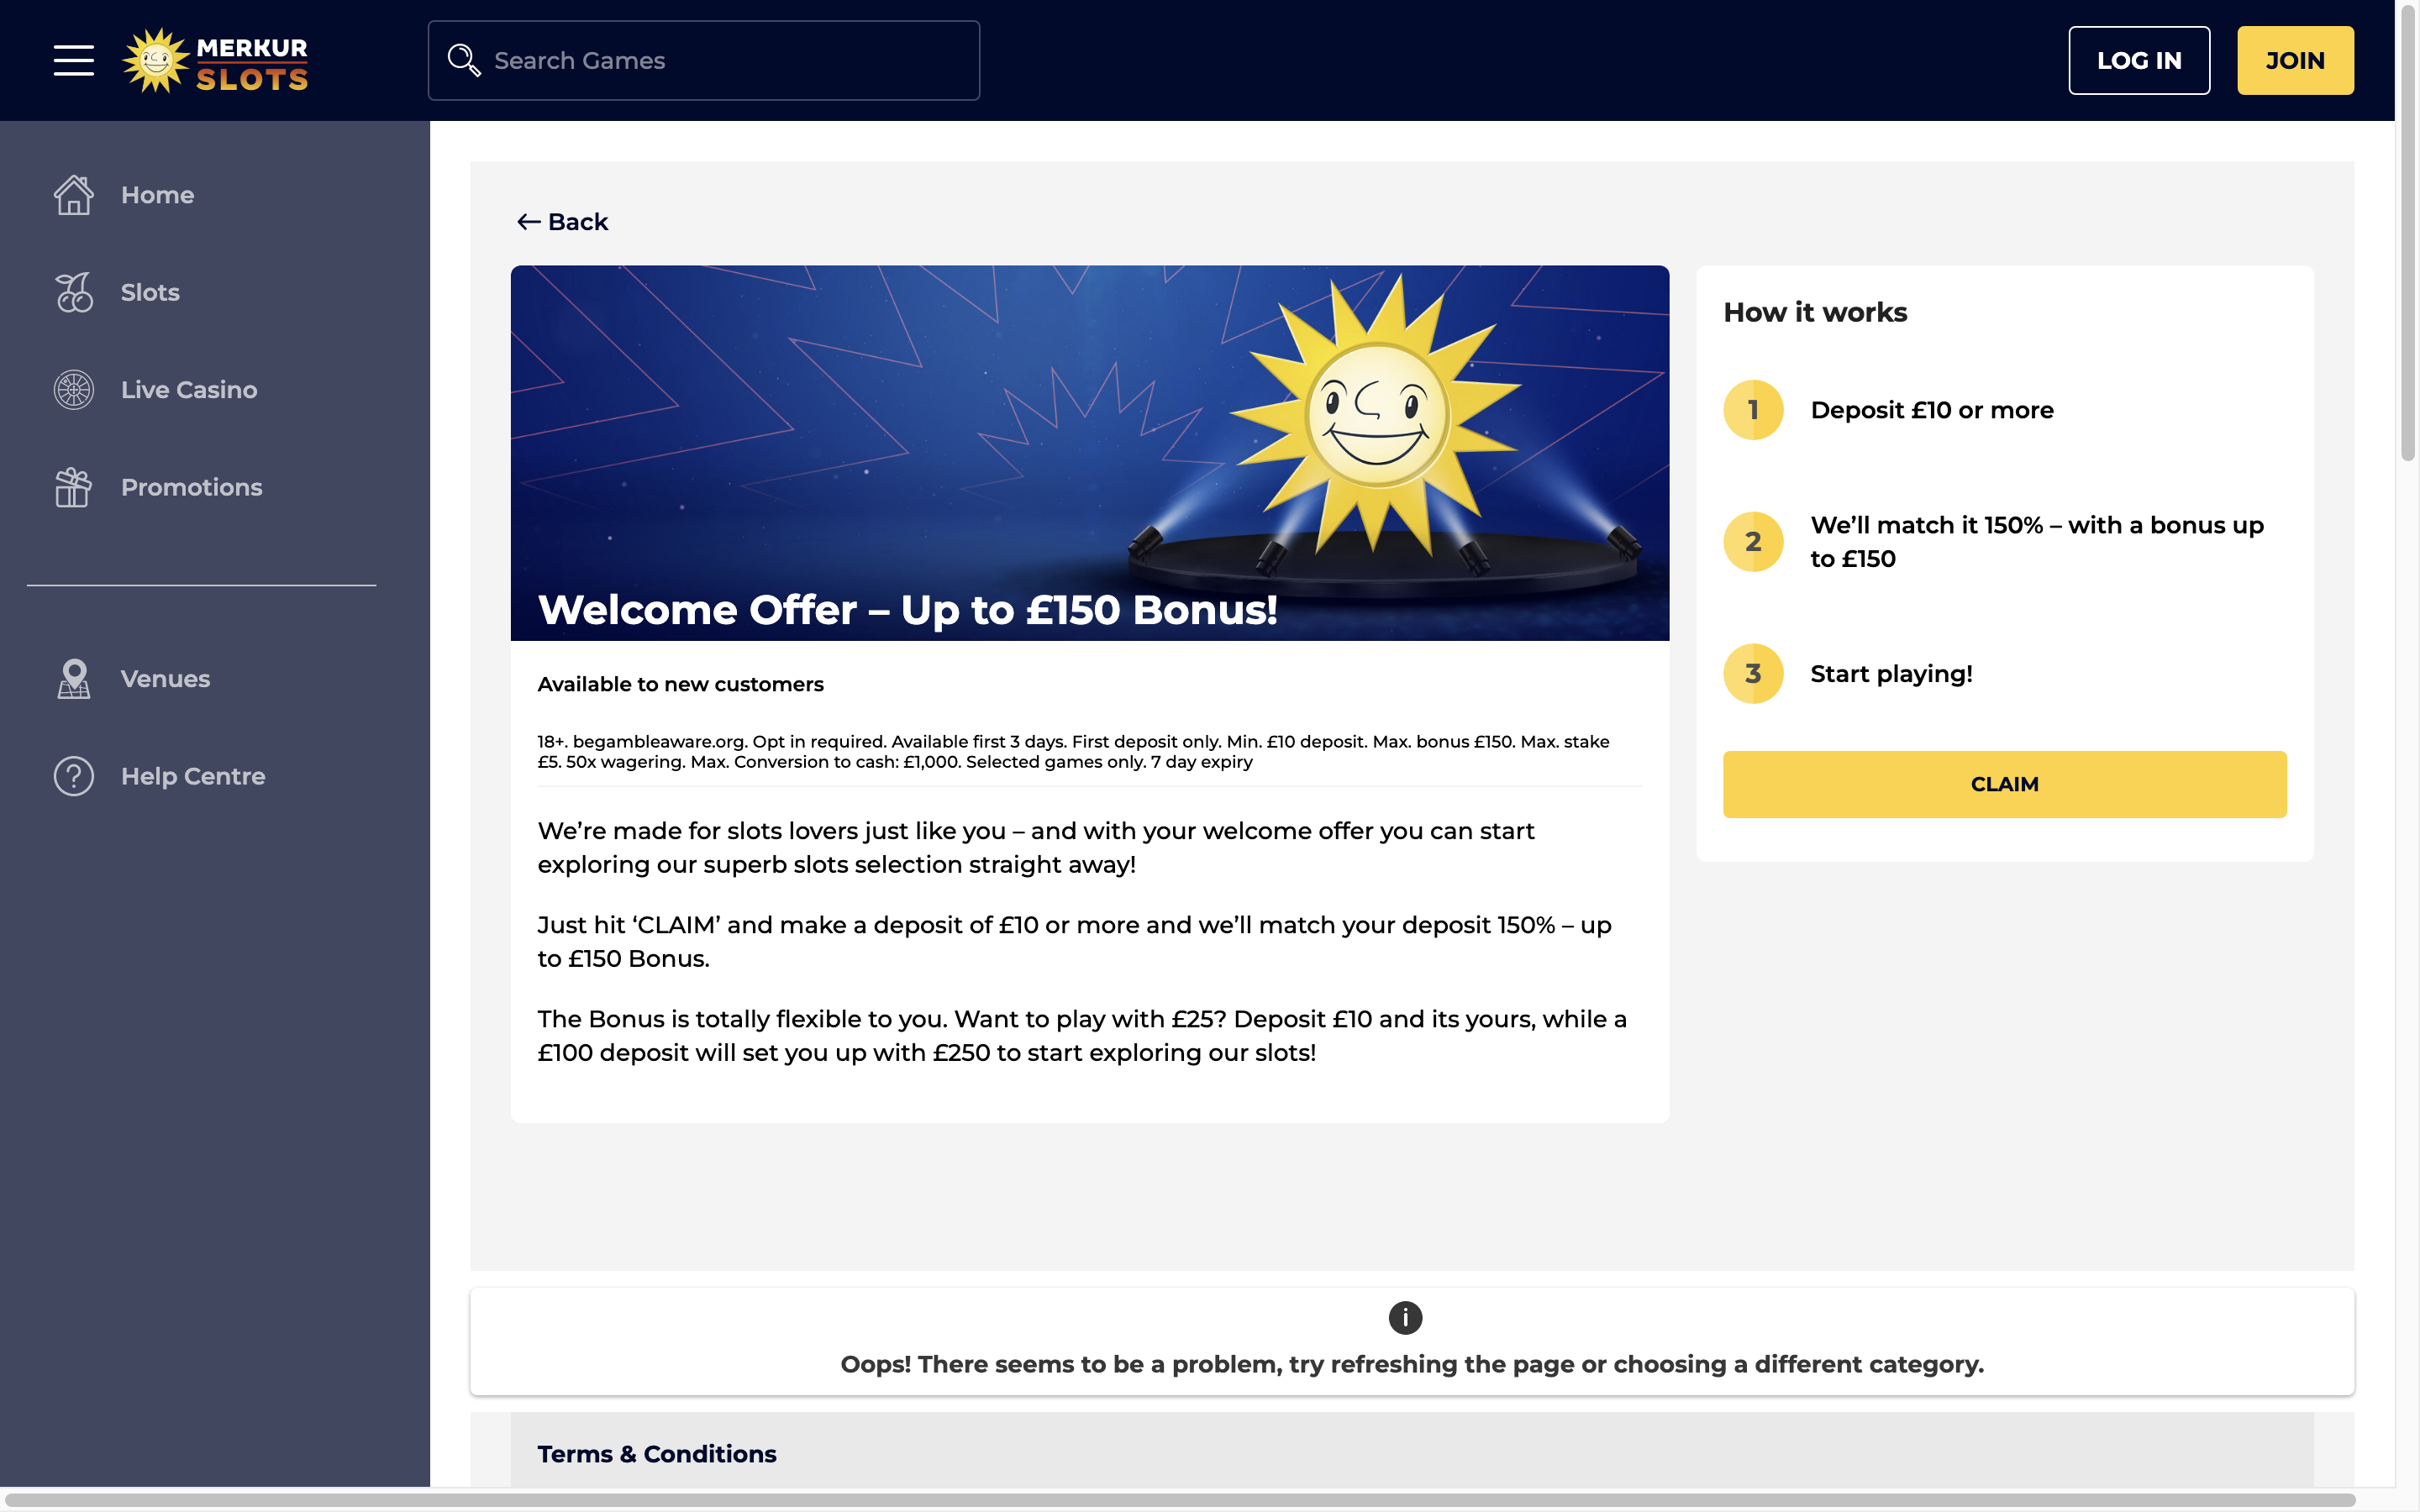 MERKUR
SLOTS
Search Games
LOG IN
JOIN
Home
Slots
Live Casino
Promotions
Venues
Help Centre
Back
Welcome Offer – Up to £150 Bonus!
Available to new customers
18+. begambleaware.org. Opt in required. Available first 3 days. First deposit only. Min. £10 deposit. Max. bonus £150. Max. stake
£5. 50x wagering. Max. Conversion to cash: £1,000. Selected games only. 7 day expiry
We’re made for slots lovers just like you – and with your welcome offer you can start
exploring our superb slots selection straight away!
Just hit ‘CLAIM’ and make a deposit of £10 or more and we’ll match your deposit 150% – up
to £150 Bonus.
The Bonus is totally flexible to you. Want to play with £25? Deposit £10 and its yours, while a
£100 deposit will set you up with £250 to start exploring our slots!
How it works
1 Deposit £10 or more
2 We’ll match it 150% – with a bonus up
to £150
3 Start playing!
CLAIM
Oops! There seems to be a problem, try refreshing the page or choosing a different category.
Terms & Conditions